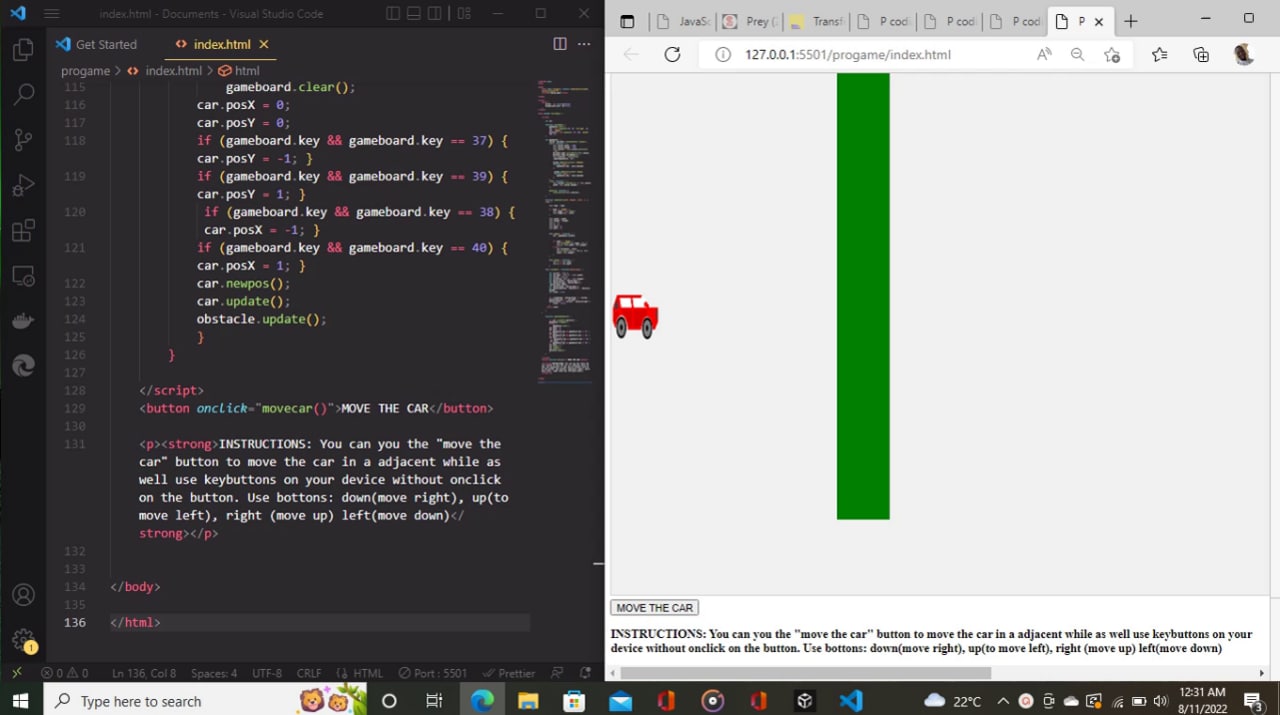 index.html - Documents - Visual Studio Code
Get Started
index.html
progame > index.html > html
115 gameboard.clear();
116 car.posX = 0;
117 car.posY = 0;
118 if (gameboard.key && gameboard.key == 37) {
car.posY = -1; }
119 if (gameboard.key && gameboard.key == 39) {
car.posY = 1; }
120 if (gameboard.key && gameboard.key == 38) {
car.posX = -1; }
121 if (gameboard.key && gameboard.key == 40) {
car.posX = 1; }
122 car.newpos();
123 car.update();
124 obstacle.update();
125 }
126 }
127
128 </script>
129 <button onclick="movecar()">MOVE THE CAR</button>
130
131 <p><strong>INSTRUCTIONS: You can you the "move the
car" button to move the car in a adjacent while as
well use keybuttons on your device without onclick
on the button. Use bottons: down(move right), up(to
move left), right (move up) left(move down)</
strong></p>
132
133
134 </body>
135
136 </html>
1
0 0 Ln 136, Col 8 Spaces: 4 UTF-8 CRLF HTML Port : 5501 Prettier
JavaSc
Prey (
Transf
P codi
P codi
P codi
P
127.0.0.1:5501/progame/index.html
MOVE THE CAR
INSTRUCTIONS: You can you the "move the car" button to move the car in a adjacent while as well use keybuttons on your
device without onclick on the button. Use bottons: down(move right), up(to move left), right (move up) left(move down)
Type here to search
22°C
12:31 AM
8/11/2022
3